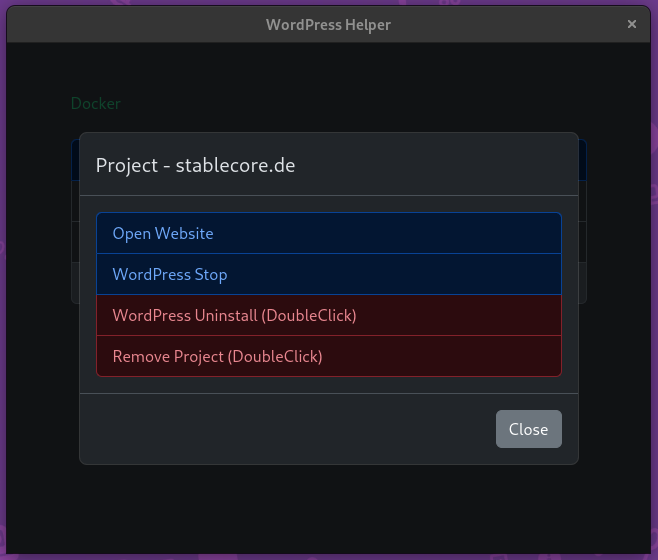 WordPress Helper
Docker
Project - stablecore.de
Open Website
WordPress Stop
WordPress Uninstall (DoubleClick)
Remove Project (DoubleClick)
Close